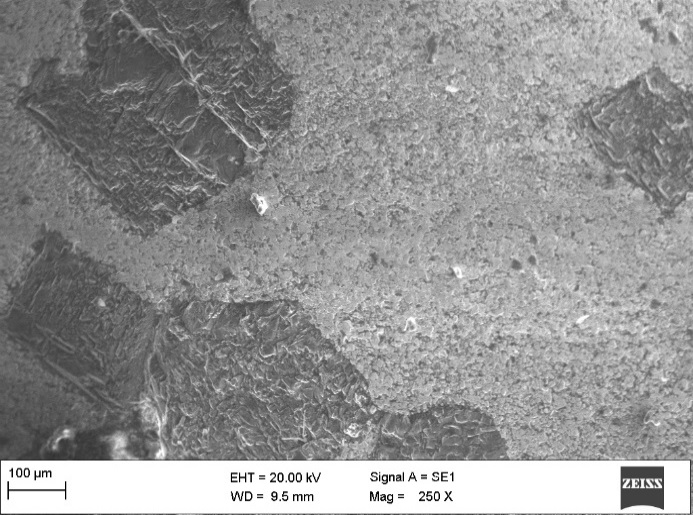 100 µm
EHT = 20.00 kV
WD = 9.5 mm
Signal A = SE1
Mag = 250 X
ZEISS